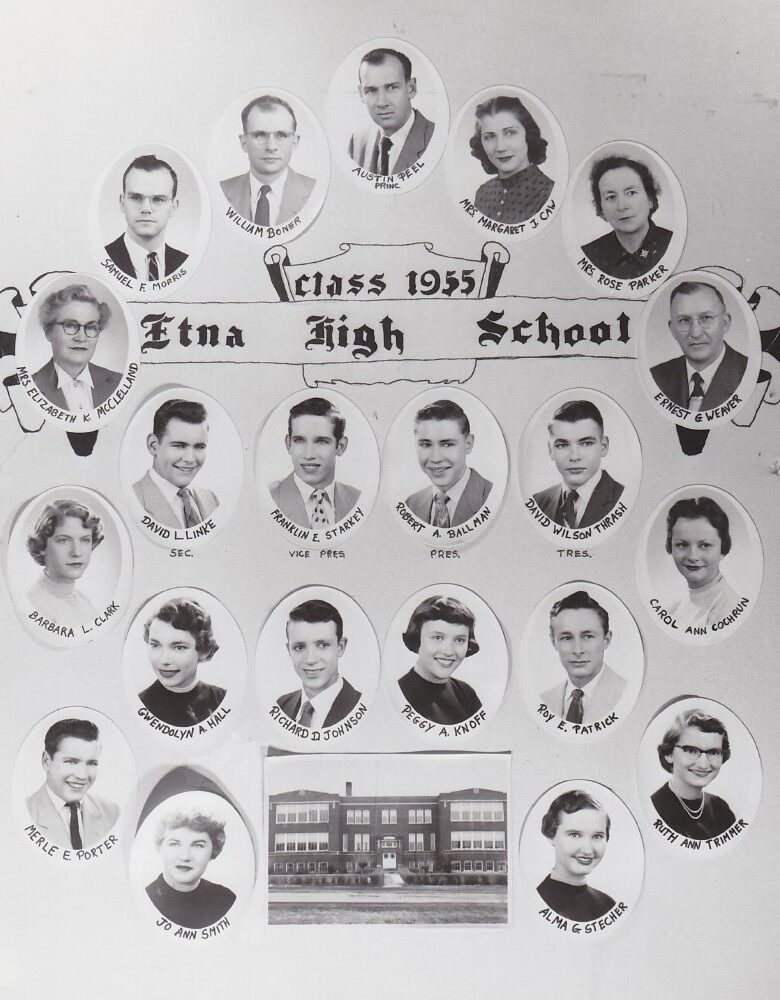 AUSTIN PEEL
PRINC.
WILLIAM BONER
MRS MARGARET J. CAW
SAMUEL F. MORRIS
MRS. ROSE PARKER
class 1955
Etna High School
MRS. ELIZABETH K. McCLELLAND
ERNEST G WEAVER
DAVID L. LINKE
SEC.
FRANKLIN E. STARKEY
VICE PRES
ROBERT A. BALLMAN
PRES.
DAVID WILSON THRASH
TRES.
BARBARA L. CLARK
CAROL ANN COCHRUN
GWENDOLYN A. HALL
RICHARD D. JOHNSON
PEGGY A. KNOFF
ROY E. PATRICK
MERLE E. PORTER
RUTH ANN TRIMMER
JO ANN SMITH
ALMA G. STECHER